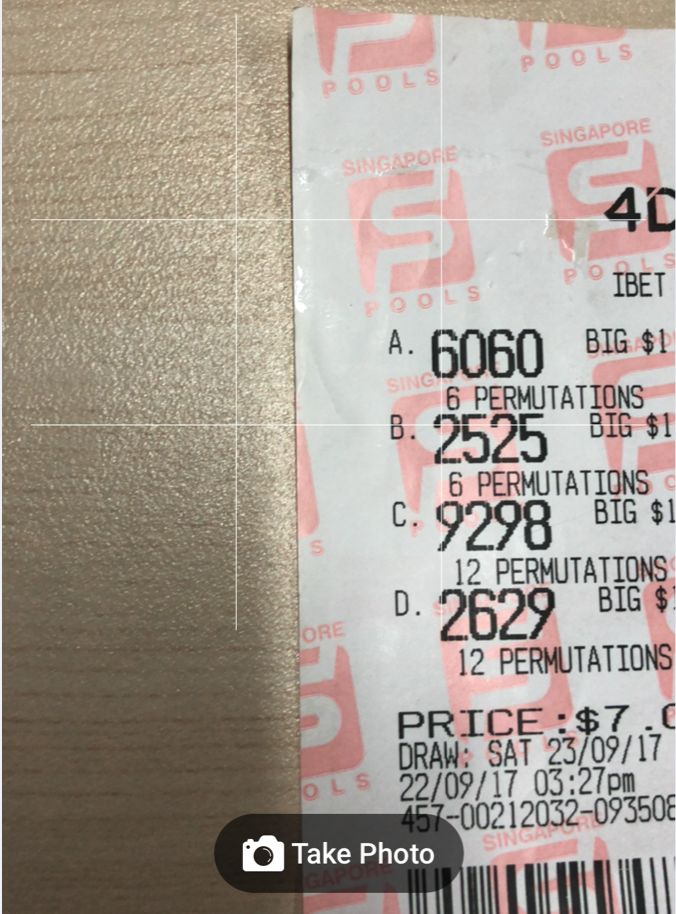 POOLS
POOLS
SINGAPORE
SINGAPORE
4D
POOLS
POOLS
IBET
A. 6060 BIG $1
6 PERMUTATIONS
B. 2525 BIG $1
6 PERMUTATIONS
C. 9298 BIG $1
12 PERMUTATIONS
D. 2629 BIG $1
12 PERMUTATIONS
PRICE:$7.0
DRAW: SAT 23/09/17
22/09/17 03:27pm
457-00212032-093508
Take Photo
SINGAPORE